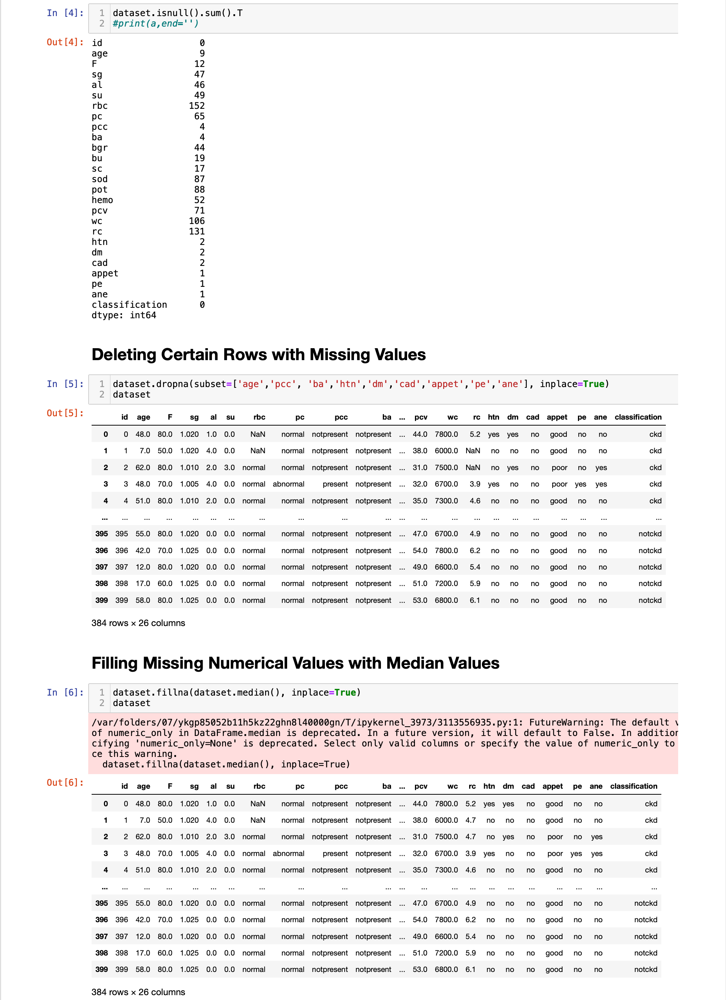 In [4]: 1 dataset.isnull().sum().T
2 #print(a,end='')
Out[4]: id 0
age 9
F 12
sg 47
al 46
su 49
rbc 152
pc 65
pcc 4
ba 4
bgr 44
bu 19
sc 17
sod 87
pot 88
hemo 52
pcv 71
wc 106
rc 131
htn 2
dm 2
cad 2
appet 1
pe 1
ane 1
classification 0
dtype: int64
Deleting Certain Rows with Missing Values
In [5]: 1 dataset.dropna(subset=['age','pcc', 'ba','htn','dm','cad','appet','pe','ane'], inplace=True)
2 dataset
Out[5]:
id age F sg al su rbc pc pcc ba ... pcv wc rc htn dm cad appet pe ane classification
0 0 48.0 80.0 1.020 1.0 0.0 NaN normal notpresent notpresent ... 44.0 7800.0 5.2 yes yes no good no no ckd
1 1 7.0 50.0 1.020 4.0 0.0 NaN normal notpresent notpresent ... 38.0 6000.0 NaN no no no good no no ckd
2 2 62.0 80.0 1.010 2.0 3.0 normal normal notpresent notpresent ... 31.0 7500.0 NaN no yes no poor no yes ckd
3 3 48.0 70.0 1.005 4.0 0.0 normal abnormal present notpresent ... 32.0 6700.0 3.9 yes no no poor yes yes ckd
4 4 51.0 80.0 1.010 2.0 0.0 normal normal notpresent notpresent ... 35.0 7300.0 4.6 no no no good no no ckd
... ... ... ... ... ... ... ... ... ... ... ... ... ... ... ... ... ... ... ... ... ...
395 395 55.0 80.0 1.020 0.0 0.0 normal normal notpresent notpresent ... 47.0 6700.0 4.9 no no no good no no notckd
396 396 42.0 70.0 1.025 0.0 0.0 normal normal notpresent notpresent ... 54.0 7800.0 6.2 no no no good no no notckd
397 397 12.0 80.0 1.020 0.0 0.0 normal normal notpresent notpresent ... 49.0 6600.0 5.4 no no no good no no notckd
398 398 17.0 60.0 1.025 0.0 0.0 normal normal notpresent notpresent ... 51.0 7200.0 5.9 no no no good no no notckd
399 399 58.0 80.0 1.025 0.0 0.0 normal normal notpresent notpresent ... 53.0 6800.0 6.1 no no no good no no notckd
384 rows × 26 columns
Filling Missing Numerical Values with Median Values
In [6]: 1 dataset.fillna(dataset.median(), inplace=True)
2 dataset
/var/folders/07/ykgp85052b11h5kz22ghn8l40000gn/T/ipykernel_3973/3113556935.py:1: FutureWarning: The default
of numeric_only in DataFrame.median is deprecated. In a future version, it will default to False. In addition
cifying 'numeric_only=None' is deprecated. Select only valid columns or specify the value of numeric_only to
ce this warning.
dataset.fillna(dataset.median(), inplace=True)
Out[6]:
id age F sg al su rbc pc pcc ba ... pcv wc rc htn dm cad appet pe ane classification
0 0 48.0 80.0 1.020 1.0 0.0 NaN normal notpresent notpresent ... 44.0 7800.0 5.2 yes yes no good no no ckd
1 1 7.0 50.0 1.020 4.0 0.0 NaN normal notpresent notpresent ... 38.0 6000.0 4.7 no no no good no no ckd
2 2 62.0 80.0 1.010 2.0 3.0 normal normal notpresent notpresent ... 31.0 7500.0 4.7 no yes no poor no yes ckd
3 3 48.0 70.0 1.005 4.0 0.0 normal abnormal present notpresent ... 32.0 6700.0 3.9 yes no no poor yes yes ckd
4 4 51.0 80.0 1.010 2.0 0.0 normal normal notpresent notpresent ... 35.0 7300.0 4.6 no no no good no no ckd
... ... ... ... ... ... ... ... ... ... ... ... ... ... ... ... ... ... ... ... ... ...
395 395 55.0 80.0 1.020 0.0 0.0 normal normal notpresent notpresent ... 47.0 6700.0 4.9 no no no good no no notckd
396 396 42.0 70.0 1.025 0.0 0.0 normal normal notpresent notpresent ... 54.0 7800.0 6.2 no no no good no no notckd
397 397 12.0 80.0 1.020 0.0 0.0 normal normal notpresent notpresent ... 49.0 6600.0 5.4 no no no good no no notckd
398 398 17.0 60.0 1.025 0.0 0.0 normal normal notpresent notpresent ... 51.0 7200.0 5.9 no no no good no no notckd
399 399 58.0 80.0 1.025 0.0 0.0 normal normal notpresent notpresent ... 53.0 6800.0 6.1 no no no good no no notckd
384 rows × 26 columns